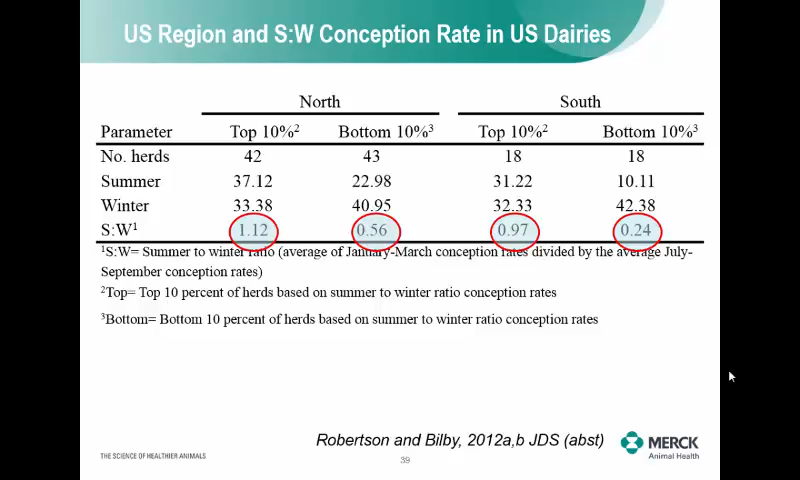 US Region and S:W Conception Rate in US Dairies
North South
Parameter Top 10%² Bottom 10%³ Top 10%² Bottom 10%³
No. herds 42 43 18 18
Summer 37.12 22.98 31.22 10.11
Winter 33.38 40.95 32.33 42.38
S:W¹ 1.12 0.56 0.97 0.24
¹S:W= Summer to winter ratio (average of January-March conception rates divided by the average July-
September conception rates)
²Top= Top 10 percent of herds based on summer to winter ratio conception rates
³Bottom= Bottom 10 percent of herds based on summer to winter ratio conception rates
Robertson and Bilby, 2012a,b JDS (abst)
THE SCIENCE OF HEALTHIER ANIMALS
39
MERCK
Animal Health